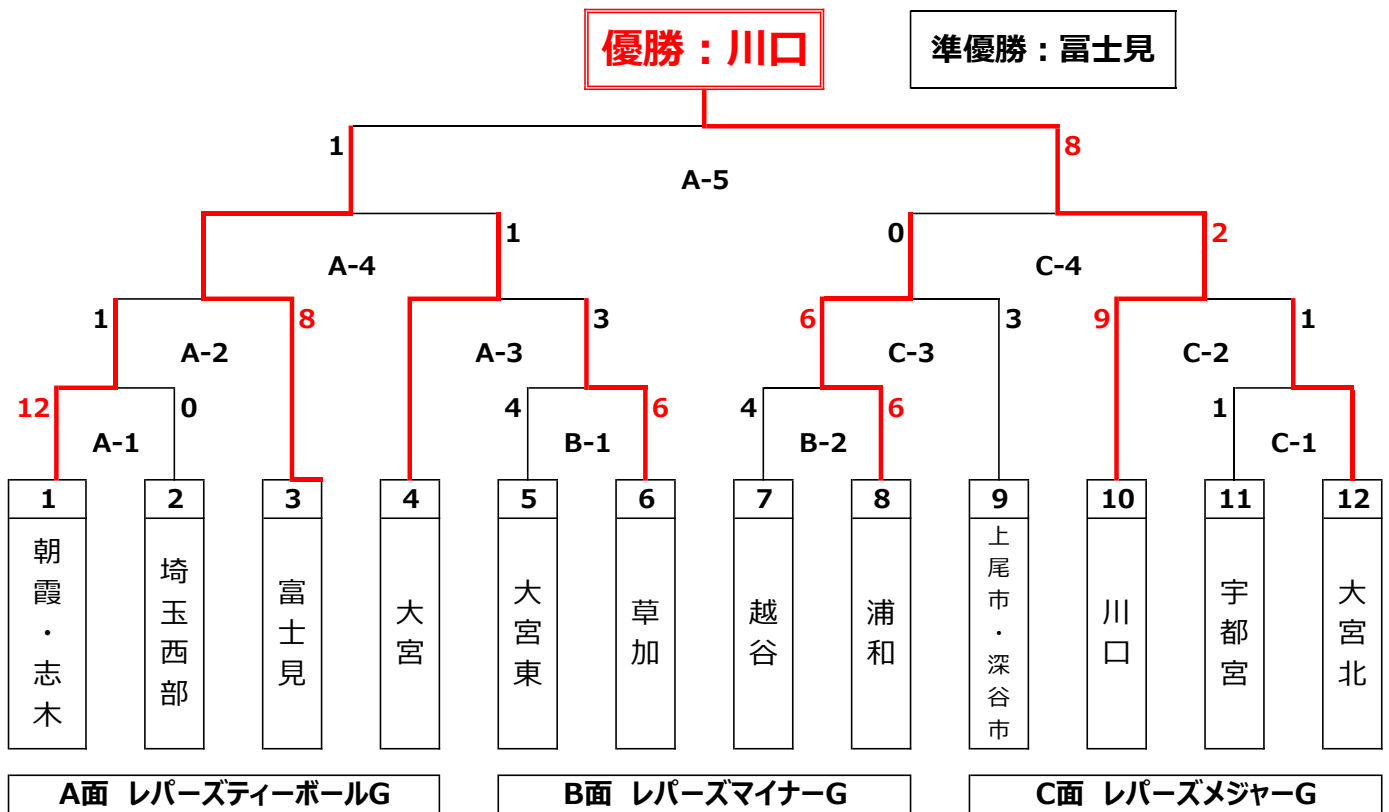 優勝：川口
準優勝：冨士見
1 8
A-5
1 0 2
A-4 C-4
1 8 3 6 3 9 1
A-2 A-3 C-3 C-2
12 0 4 6 4 6 1
A-1 B-1 B-2 C-1
1 2 3 4 5 6 7 8 9 10 11 12
朝霞・志木
埼玉西部
富士見
大宮
大宮東
草加
越谷
浦和
上尾市・深谷市
川口
宇都宮
大宮北
A面 レパーズティーボールG
B面 レパーズマイナーG
C面 レパーズメジャーG